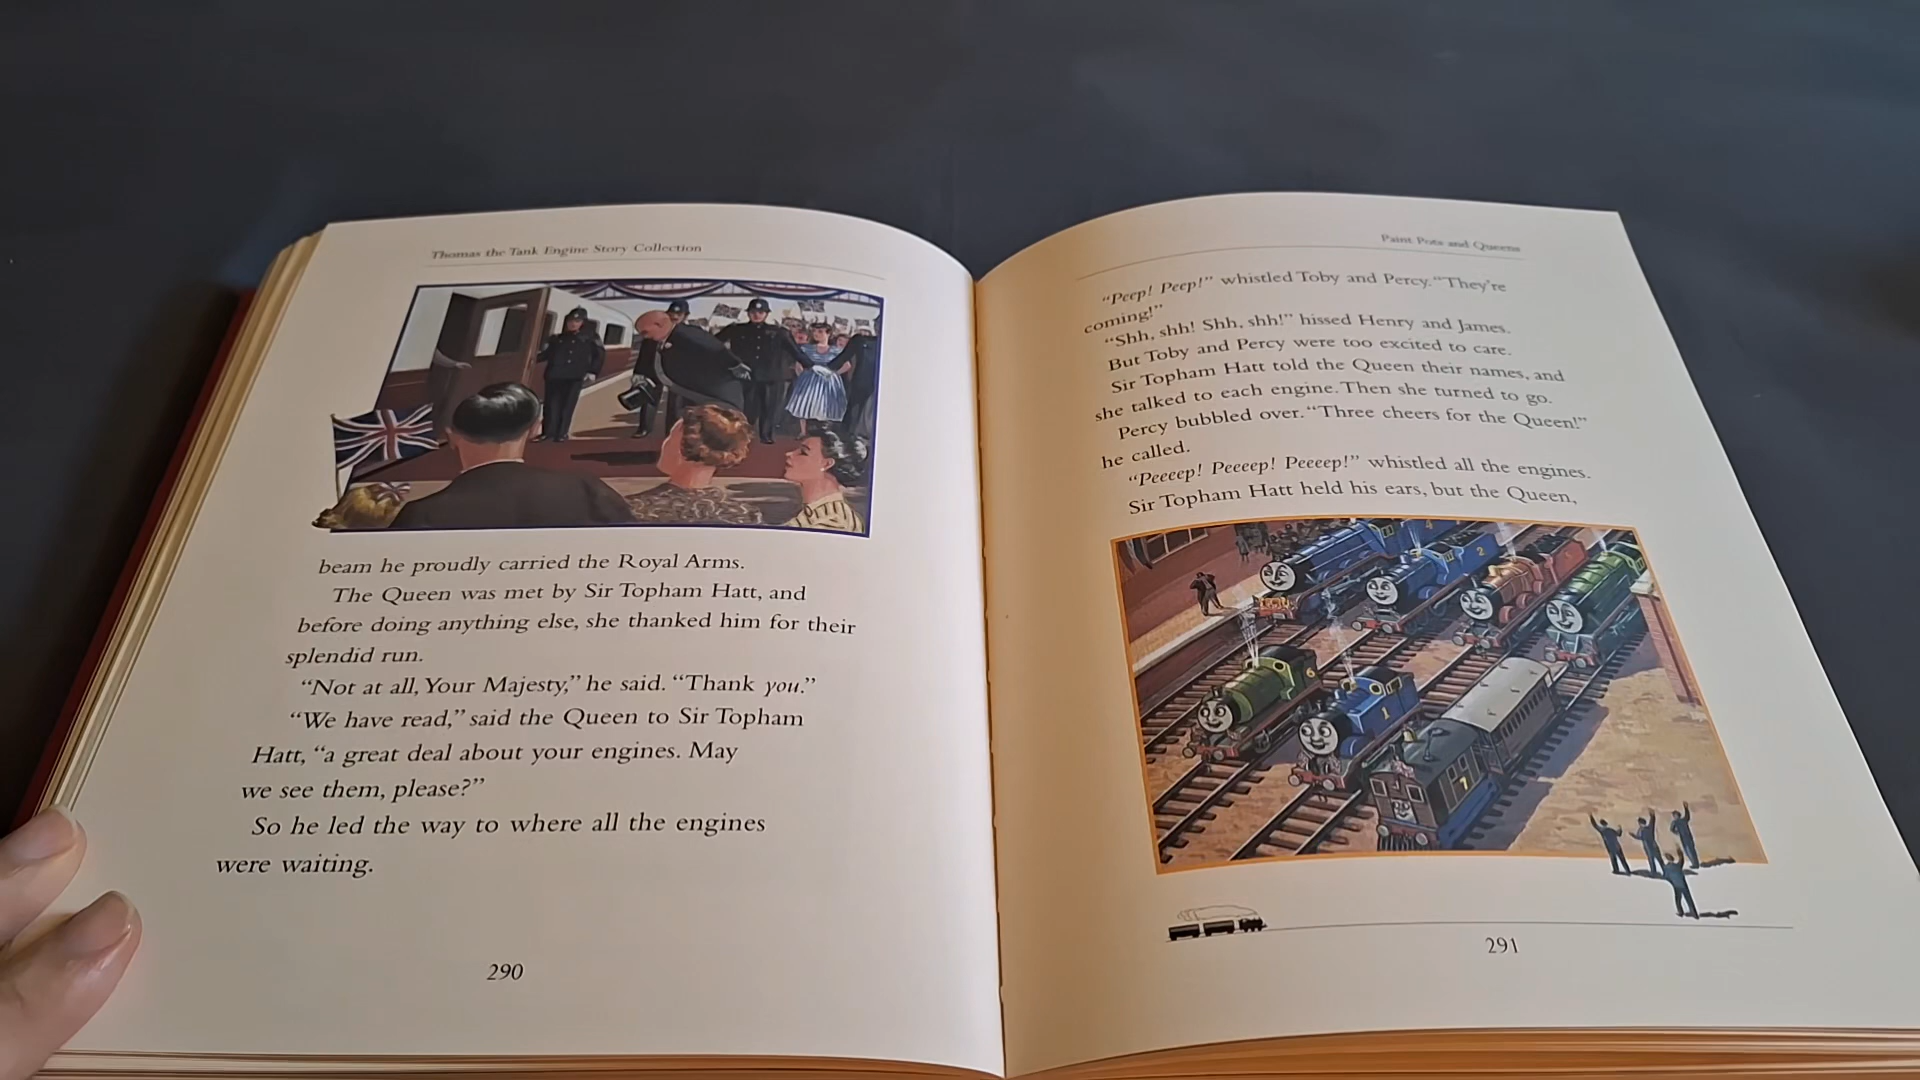 Thomas the Tank Engine Story Collection
beam he proudly carried the Royal Arms.
The Queen was met by Sir Topham Hatt, and
before doing anything else, she thanked him for their
splendid run.
“Not at all, Your Majesty,” he said. “Thank you.”
“We have read,” said the Queen to Sir Topham
Hatt, “a great deal about your engines. May
we see them, please?”
So he led the way to where all the engines
were waiting.
290
Paint Pots and Queens
“Peep! Peep!” whistled Toby and Percy. “They’re
coming!”
“Shh, shh! Shh, shh!” hissed Henry and James.
But Toby and Percy were too excited to care.
Sir Topham Hatt told the Queen their names, and
she talked to each engine. Then she turned to go.
Percy bubbled over. “Three cheers for the Queen!”
he called.
“Peeeep! Peeeep! Peeeep!” whistled all the engines.
Sir Topham Hatt held his ears, but the Queen,
4
2
6
1
7
291